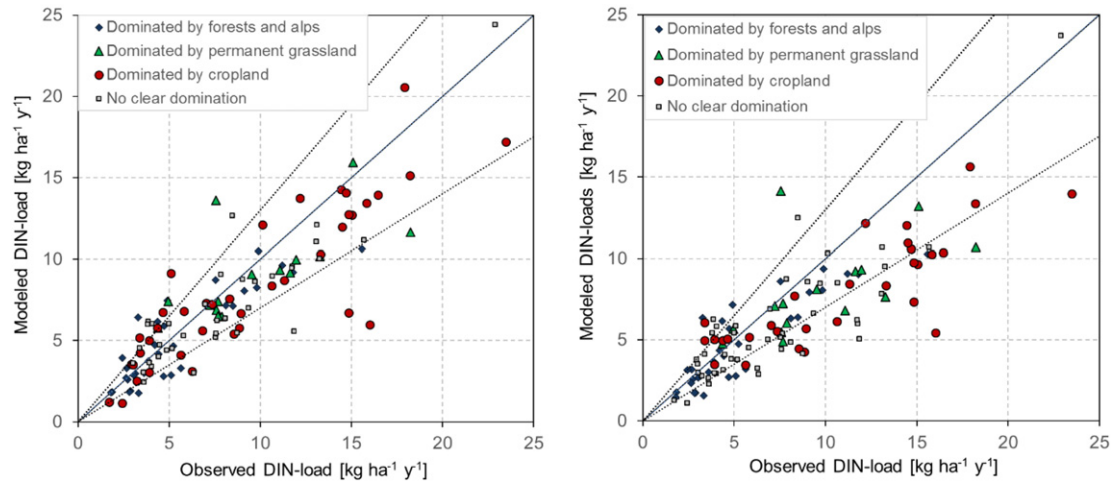 25
20
15
10
5
0
Modeled DIN-load [kg ha⁻¹ y⁻¹]
Dominated by forests and alps
Dominated by permanent grassland
Dominated by cropland
No clear domination
0 5 10 15 20 25
Observed DIN-load [kg ha⁻¹ y⁻¹]
25
20
15
10
5
0
Modeled DIN-loads [kg ha⁻¹ y⁻¹]
Dominated by forests and alps
Dominated by permanent grassland
Dominated by cropland
No clear domination
0 5 10 15 20 25
Observed DIN-load [kg ha⁻¹ y⁻¹]